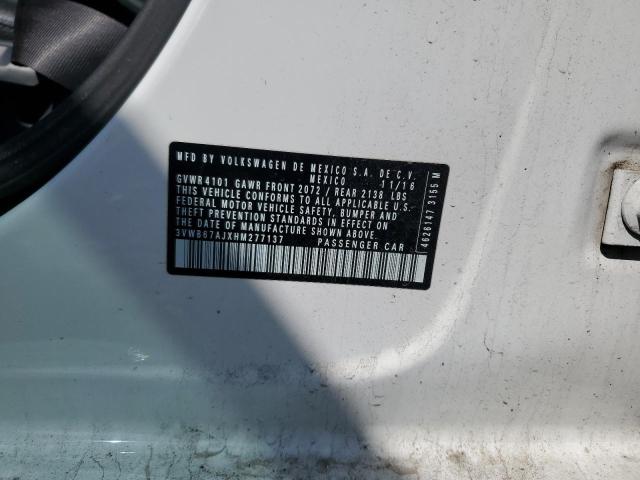 MFD BY VOLKSWAGEN DE MEXICO S.A. DE C.V.
MEXICO 11/16
GVWR4101 GAWR FRONT 2072 / REAR 2138 LBS
THIS VEHICLE CONFORMS TO ALL APPLICABLE U.S.
FEDERAL MOTOR VEHICLE SAFETY, BUMPER AND
THEFT PREVENTION STANDARDS IN EFFECT ON
THE DATE OF MANUFACTURE SHOWN ABOVE
3VWB67AJXHM277137 PASSENGER CAR
4626147 3155 M